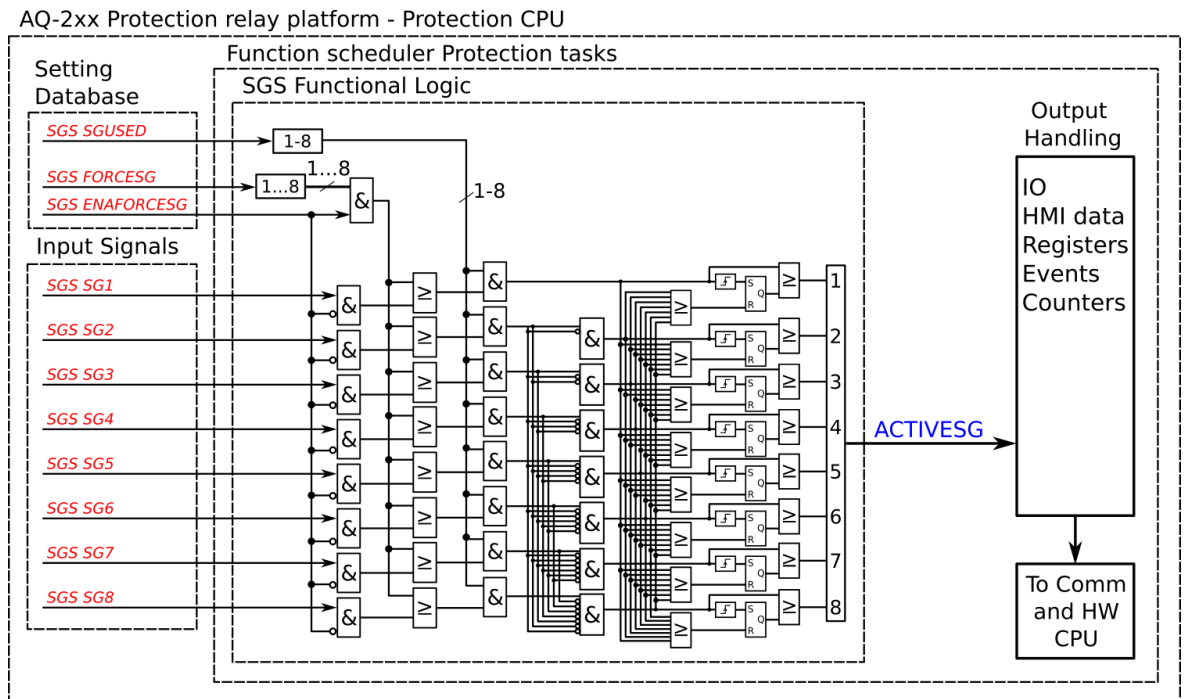 AQ-2xx Protection relay platform - Protection CPU
Function scheduler Protection tasks
Setting
Database
SGS Functional Logic
SGS SGUSED
1-8
SGS FORCESG
1...8
1...8
SGS ENAFORCESG
&
1-8
Input Signals
Output
Handling
IO
HMI data
Registers
Events
Counters
SGS SG1
& ≥ & ≥ S Q R ≥ 1
SGS SG2
& ≥ & & ≥ S Q R ≥ 2
SGS SG3
& ≥ & & ≥ S Q R ≥ 3
SGS SG4
& ≥ & & ≥ S Q R ≥ 4
ACTIVESG
SGS SG5
& ≥ & & ≥ S Q R ≥ 5
SGS SG6
& ≥ & & ≥ S Q R ≥ 6
SGS SG7
& ≥ & & ≥ S Q R ≥ 7
SGS SG8
& ≥ & & ≥ S Q R ≥ 8
To Comm
and HW
CPU